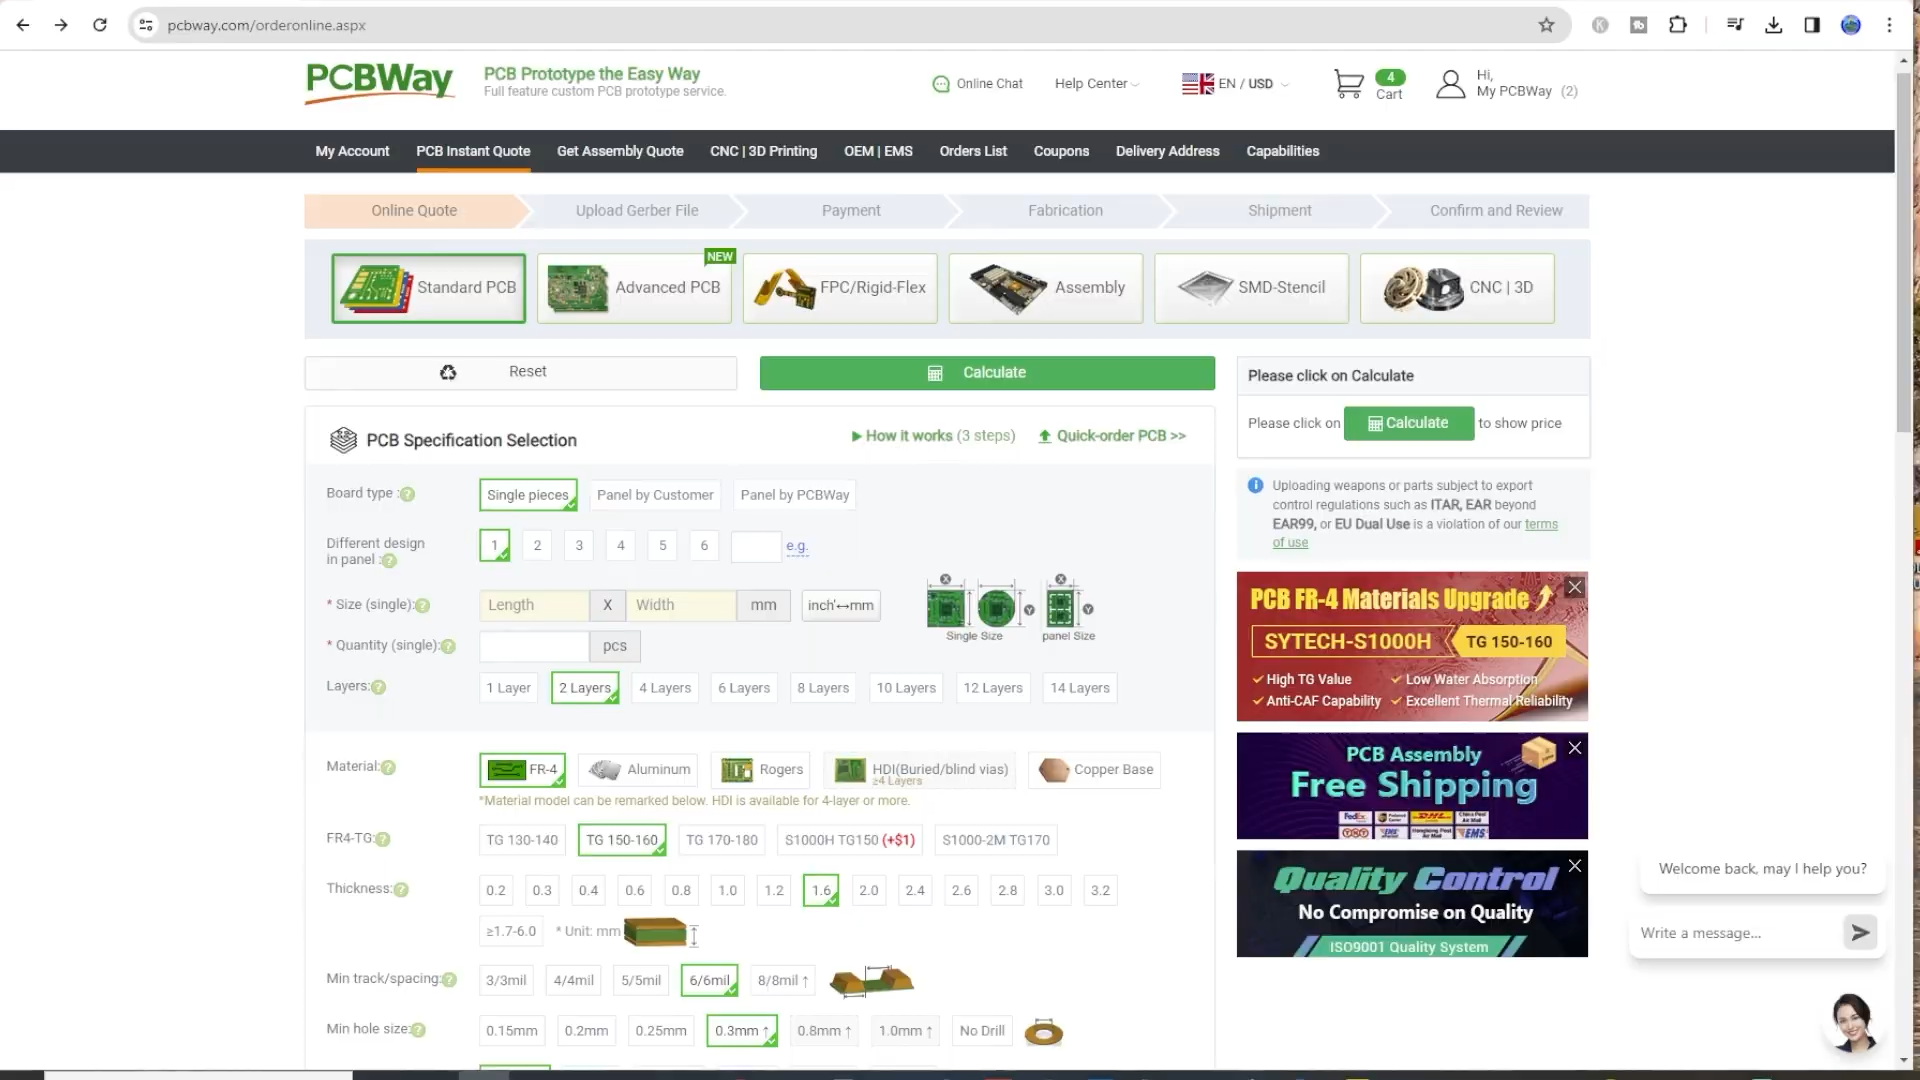 pcbway.com/orderonline.aspx
PCBWay
PCB Prototype the Easy Way
Full feature custom PCB prototype service.
Online Chat
Help Center
EN / USD
4
Cart
Hi,
My PCBWay (2)
My Account
PCB Instant Quote
Get Assembly Quote
CNC | 3D Printing
OEM | EMS
Orders List
Coupons
Delivery Address
Capabilities
Online Quote
Upload Gerber File
Payment
Fabrication
Shipment
Confirm and Review
Standard PCB
NEW
Advanced PCB
FPC/Rigid-Flex
Assembly
SMD-Stencil
CNC | 3D
Reset
Calculate
PCB Specification Selection
How it works (3 steps)
Quick-order PCB >>
Board type :?
Single pieces
Panel by Customer
Panel by PCBWay
Different design
in panel :?
1
2
3
4
5
6
e.g.
* Size (single):?
Length
X
Width
mm
inch'↔mm
X
Y
Single Size
X
Y
panel Size
* Quantity (single):?
pcs
Layers:?
1 Layer
2 Layers
4 Layers
6 Layers
8 Layers
10 Layers
12 Layers
14 Layers
Material:?
FR-4
Aluminum
Rogers
HDI(Buried/blind vias)
≥4 Layers
Copper Base
*Material model can be remarked below. HDI is available for 4-layer or more.
FR4-TG:?
TG 130-140
TG 150-160
TG 170-180
S1000H TG150 (+$1)
S1000-2M TG170
Thickness:?
0.2
0.3
0.4
0.6
0.8
1.0
1.2
1.6
2.0
2.4
2.6
2.8
3.0
3.2
≥1.7-6.0
* Unit: mm
Min track/spacing:?
3/3mil
4/4mil
5/5mil
6/6mil
8/8mil ↑
Min hole size:?
0.15mm
0.2mm
0.25mm
0.3mm ↑
0.8mm ↑
1.0mm ↑
No Drill
Please click on Calculate
Please click on
Calculate
to show price
Uploading weapons or parts subject to export
control regulations such as ITAR, EAR beyond
EAR99, or EU Dual Use is a violation of our terms
of use
PCB FR-4 Materials Upgrade
SYTECH-S1000H
TG 150-160
High TG Value
Low Water Absorption
Anti-CAF Capability
Excellent Thermal Reliability
PCB Assembly
Free Shipping
FedEx
DHL
TNT
EMS
Quality Control
No Compromise on Quality
ISO9001 Quality System
Welcome back, may I help you?
Write a message...